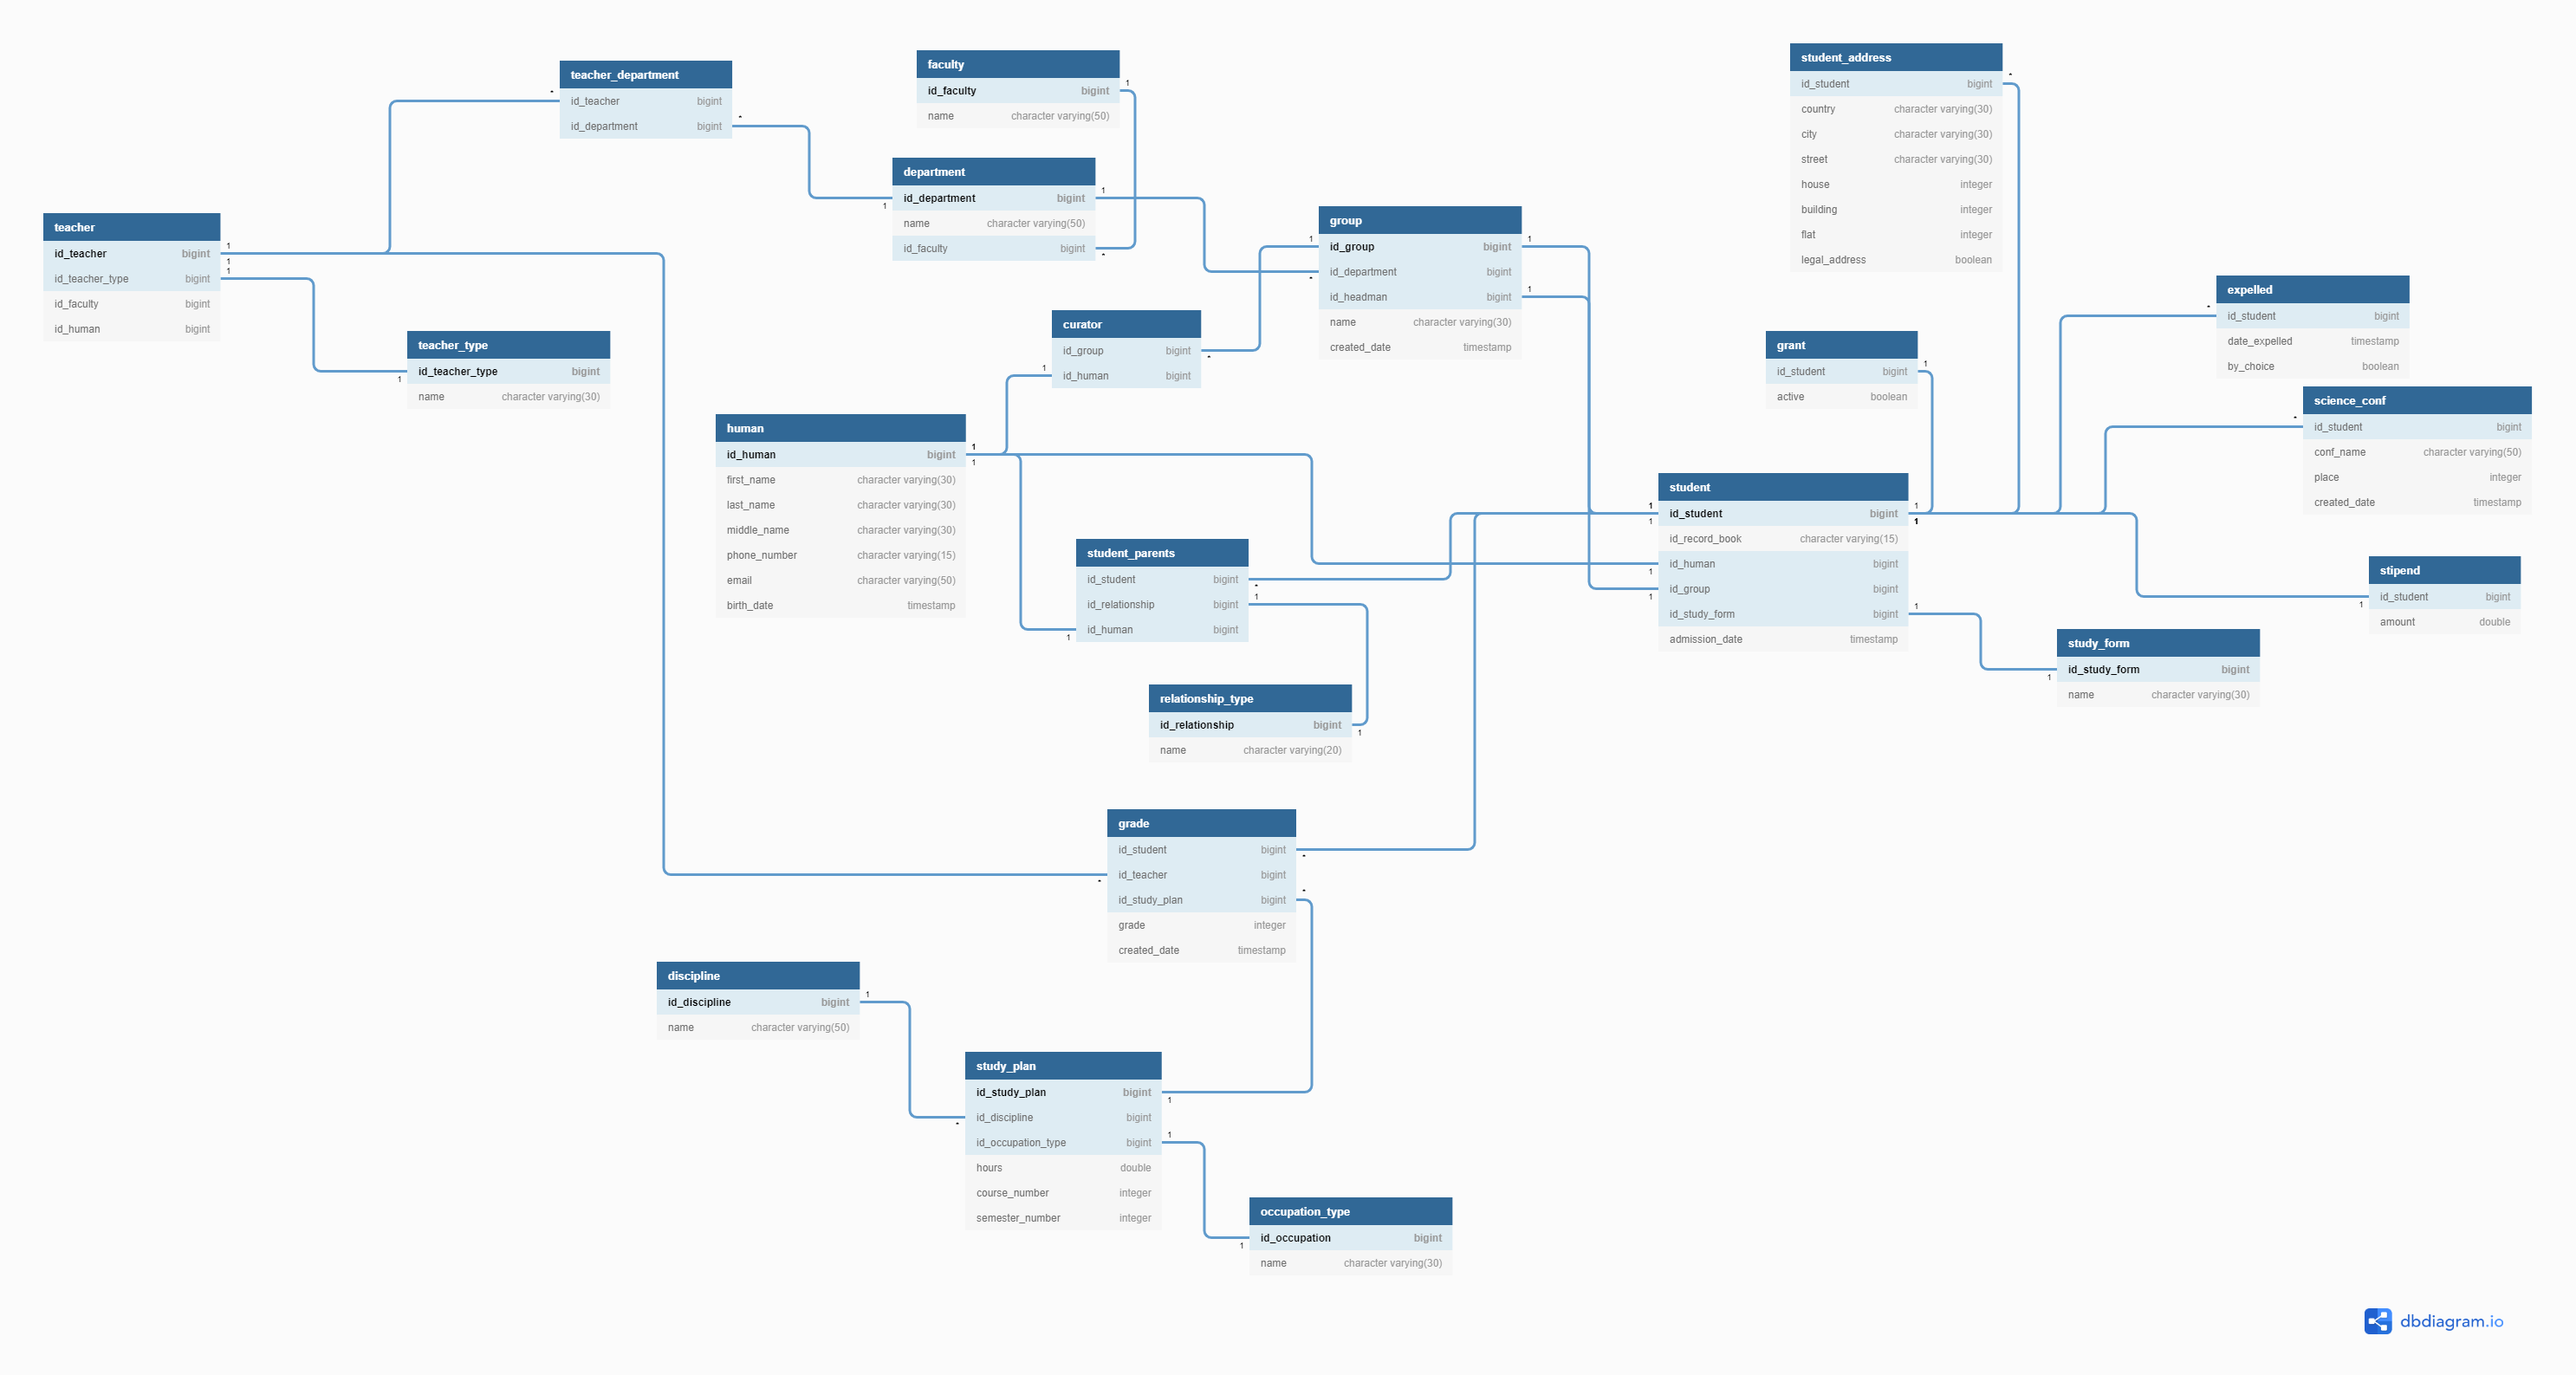 teacher_department
id_teacher bigint
id_department bigint
faculty
id_faculty bigint
name character varying(50)
department
id_department bigint
name character varying(50)
id_faculty bigint
teacher
id_teacher bigint
id_teacher_type bigint
id_faculty bigint
id_human bigint
teacher_type
id_teacher_type bigint
name character varying(30)
group
id_group bigint
id_department bigint
id_headman bigint
name character varying(30)
created_date timestamp
curator
id_group bigint
id_human bigint
human
id_human bigint
first_name character varying(30)
last_name character varying(30)
middle_name character varying(30)
phone_number character varying(15)
email character varying(50)
birth_date timestamp
student_parents
id_student bigint
id_relationship bigint
id_human bigint
relationship_type
id_relationship bigint
name character varying(20)
student_address
id_student bigint
country character varying(30)
city character varying(30)
street character varying(30)
house integer
building integer
flat integer
legal_address boolean
grant
id_student bigint
active boolean
expelled
id_student bigint
date_expelled timestamp
by_choice boolean
science_conf
id_student bigint
conf_name character varying(50)
place integer
created_date timestamp
student
id_student bigint
id_record_book character varying(15)
id_human bigint
id_group bigint
id_study_form bigint
admission_date timestamp
stipend
id_student bigint
amount double
study_form
id_study_form bigint
name character varying(30)
grade
id_student bigint
id_teacher bigint
id_study_plan bigint
grade integer
created_date timestamp
discipline
id_discipline bigint
name character varying(50)
study_plan
id_study_plan bigint
id_discipline bigint
id_occupation_type bigint
hours double
course_number integer
semester_number integer
occupation_type
id_occupation bigint
name character varying(30)
dbdiagram.io